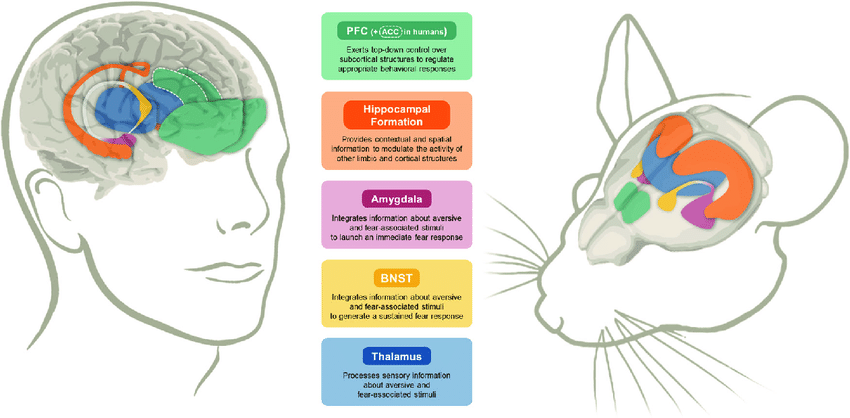 PFC (+ACC in humans)
Exerts top-down control over
subcortical structures to regulate
appropriate behavioral responses
Hippocampal
Formation
Provides contextual and spatial
information to modulate the activity of
other limbic and cortical structures
Amygdala
Integrates information about aversive
and fear-associated stimuli
to launch an immediate fear response
BNST
Integrates information about aversive
and fear-associated stimuli
to generate a sustained fear response
Thalamus
Processes sensory information
about aversive and
fear-associated stimuli